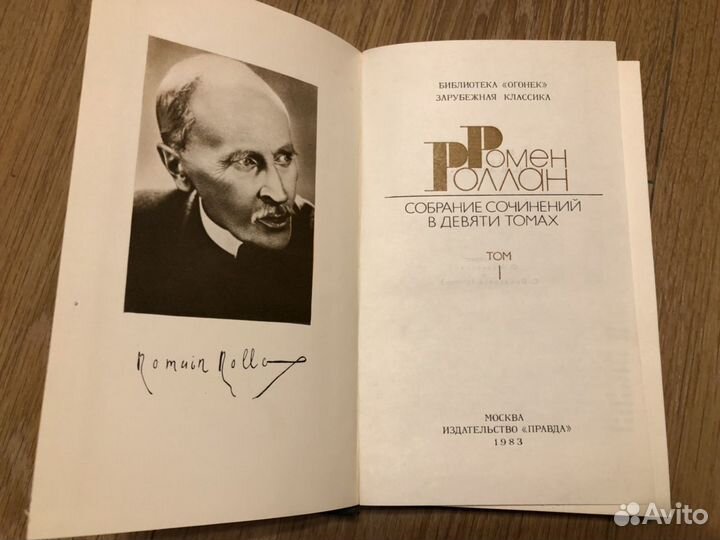 Romain Rolland
БИБЛИОТЕКА «ОГОНЕК»
ЗАРУБЕЖНАЯ КЛАССИКА
Ромен
Роллан
СОБРАНИЕ СОЧИНЕНИЙ
В ДЕВЯТИ ТОМАХ
ТОМ
I
МОСКВА
ИЗДАТЕЛЬСТВО «ПРАВДА»
1983
Avito